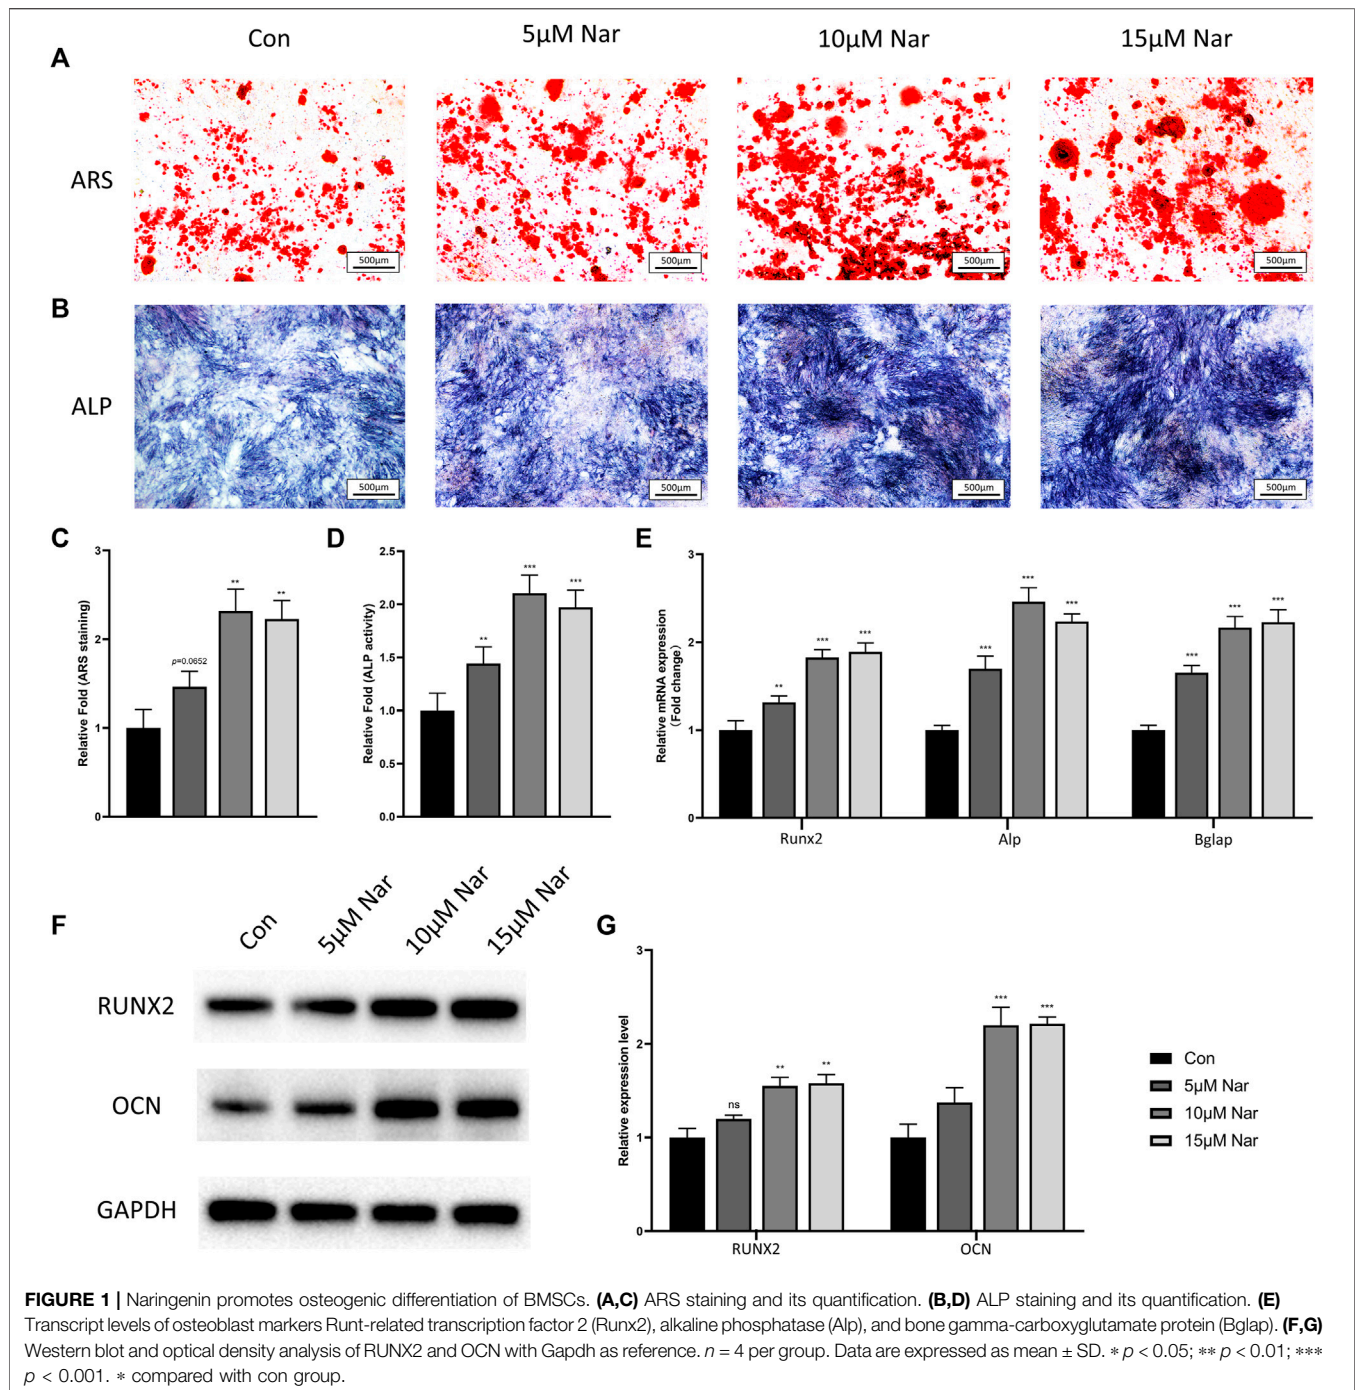 Con
5µM Nar
10µM Nar
15µM Nar
A
ARS
500µm
500µm
500µm
500µm
B
ALP
500µm
500µm
500µm
500µm
C
Relative Fold (ARS staining)
3
2
1
0
p=0.0652
**
**
D
Relative Fold (ALP activity)
2.5
2.0
1.5
1.0
0.5
0.0
**
***
***
E
Relative mRNA expression
(Fold change)
3
2
1
0
**
***
***
***
***
***
***
***
***
Runx2
Alp
Bglap
F
Con
5µM Nar
10µM Nar
15µM Nar
RUNX2
OCN
GAPDH
G
Relative expression level
3
2
1
0
ns
**
**
***
***
RUNX2
OCN
Con
5µM Nar
10µM Nar
15µM Nar
FIGURE 1 | Naringenin promotes osteogenic differentiation of BMSCs. (A,C) ARS staining and its quantification. (B,D) ALP staining and its quantification. (E)
Transcript levels of osteoblast markers Runt-related transcription factor 2 (Runx2), alkaline phosphatase (Alp), and bone gamma-carboxyglutamate protein (Bglap). (F,G)
Western blot and optical density analysis of RUNX2 and OCN with Gapdh as reference. n = 4 per group. Data are expressed as mean ± SD. ∗ p < 0.05; ∗∗ p < 0.01; ∗∗∗
p < 0.001. ∗ compared with con group.